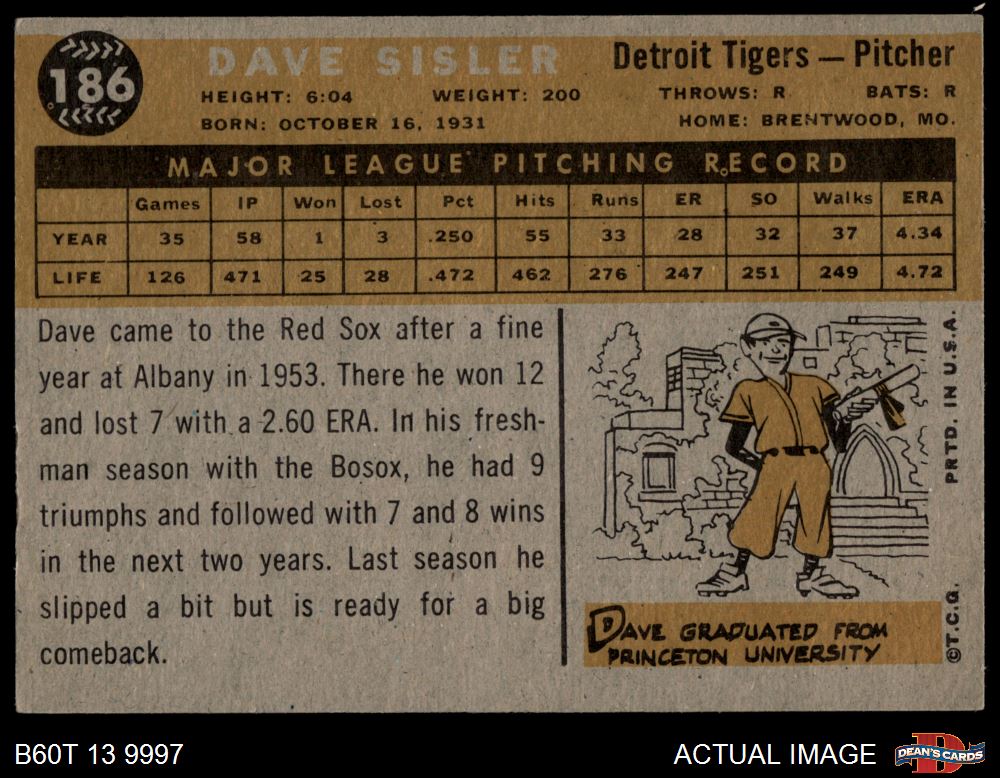 186
DAVE SISLER
Detroit Tigers — Pitcher
HEIGHT: 6:04 WEIGHT: 200 THROWS: R BATS: R
BORN: OCTOBER 16, 1931 HOME: BRENTWOOD, MO.
MAJOR LEAGUE PITCHING RECORD
Games IP Won Lost Pct Hits Runs ER SO Walks ERA
YEAR 35 58 1 3 .250 55 33 28 32 37 4.34
LIFE 126 471 25 28 .472 462 276 247 251 249 4.72
Dave came to the Red Sox after a fine
year at Albany in 1953. There he won 12
and lost 7 with a 2.60 ERA. In his fresh-
man season with the Bosox, he had 9
triumphs and followed with 7 and 8 wins
in the next two years. Last season he
slipped a bit but is ready for a big
comeback.
DAVE GRADUATED FROM
PRINCETON UNIVERSITY
©T.C.G. PRTD. IN U.S.A.
B60T 13 9997
ACTUAL IMAGE
DEAN'S CARDS